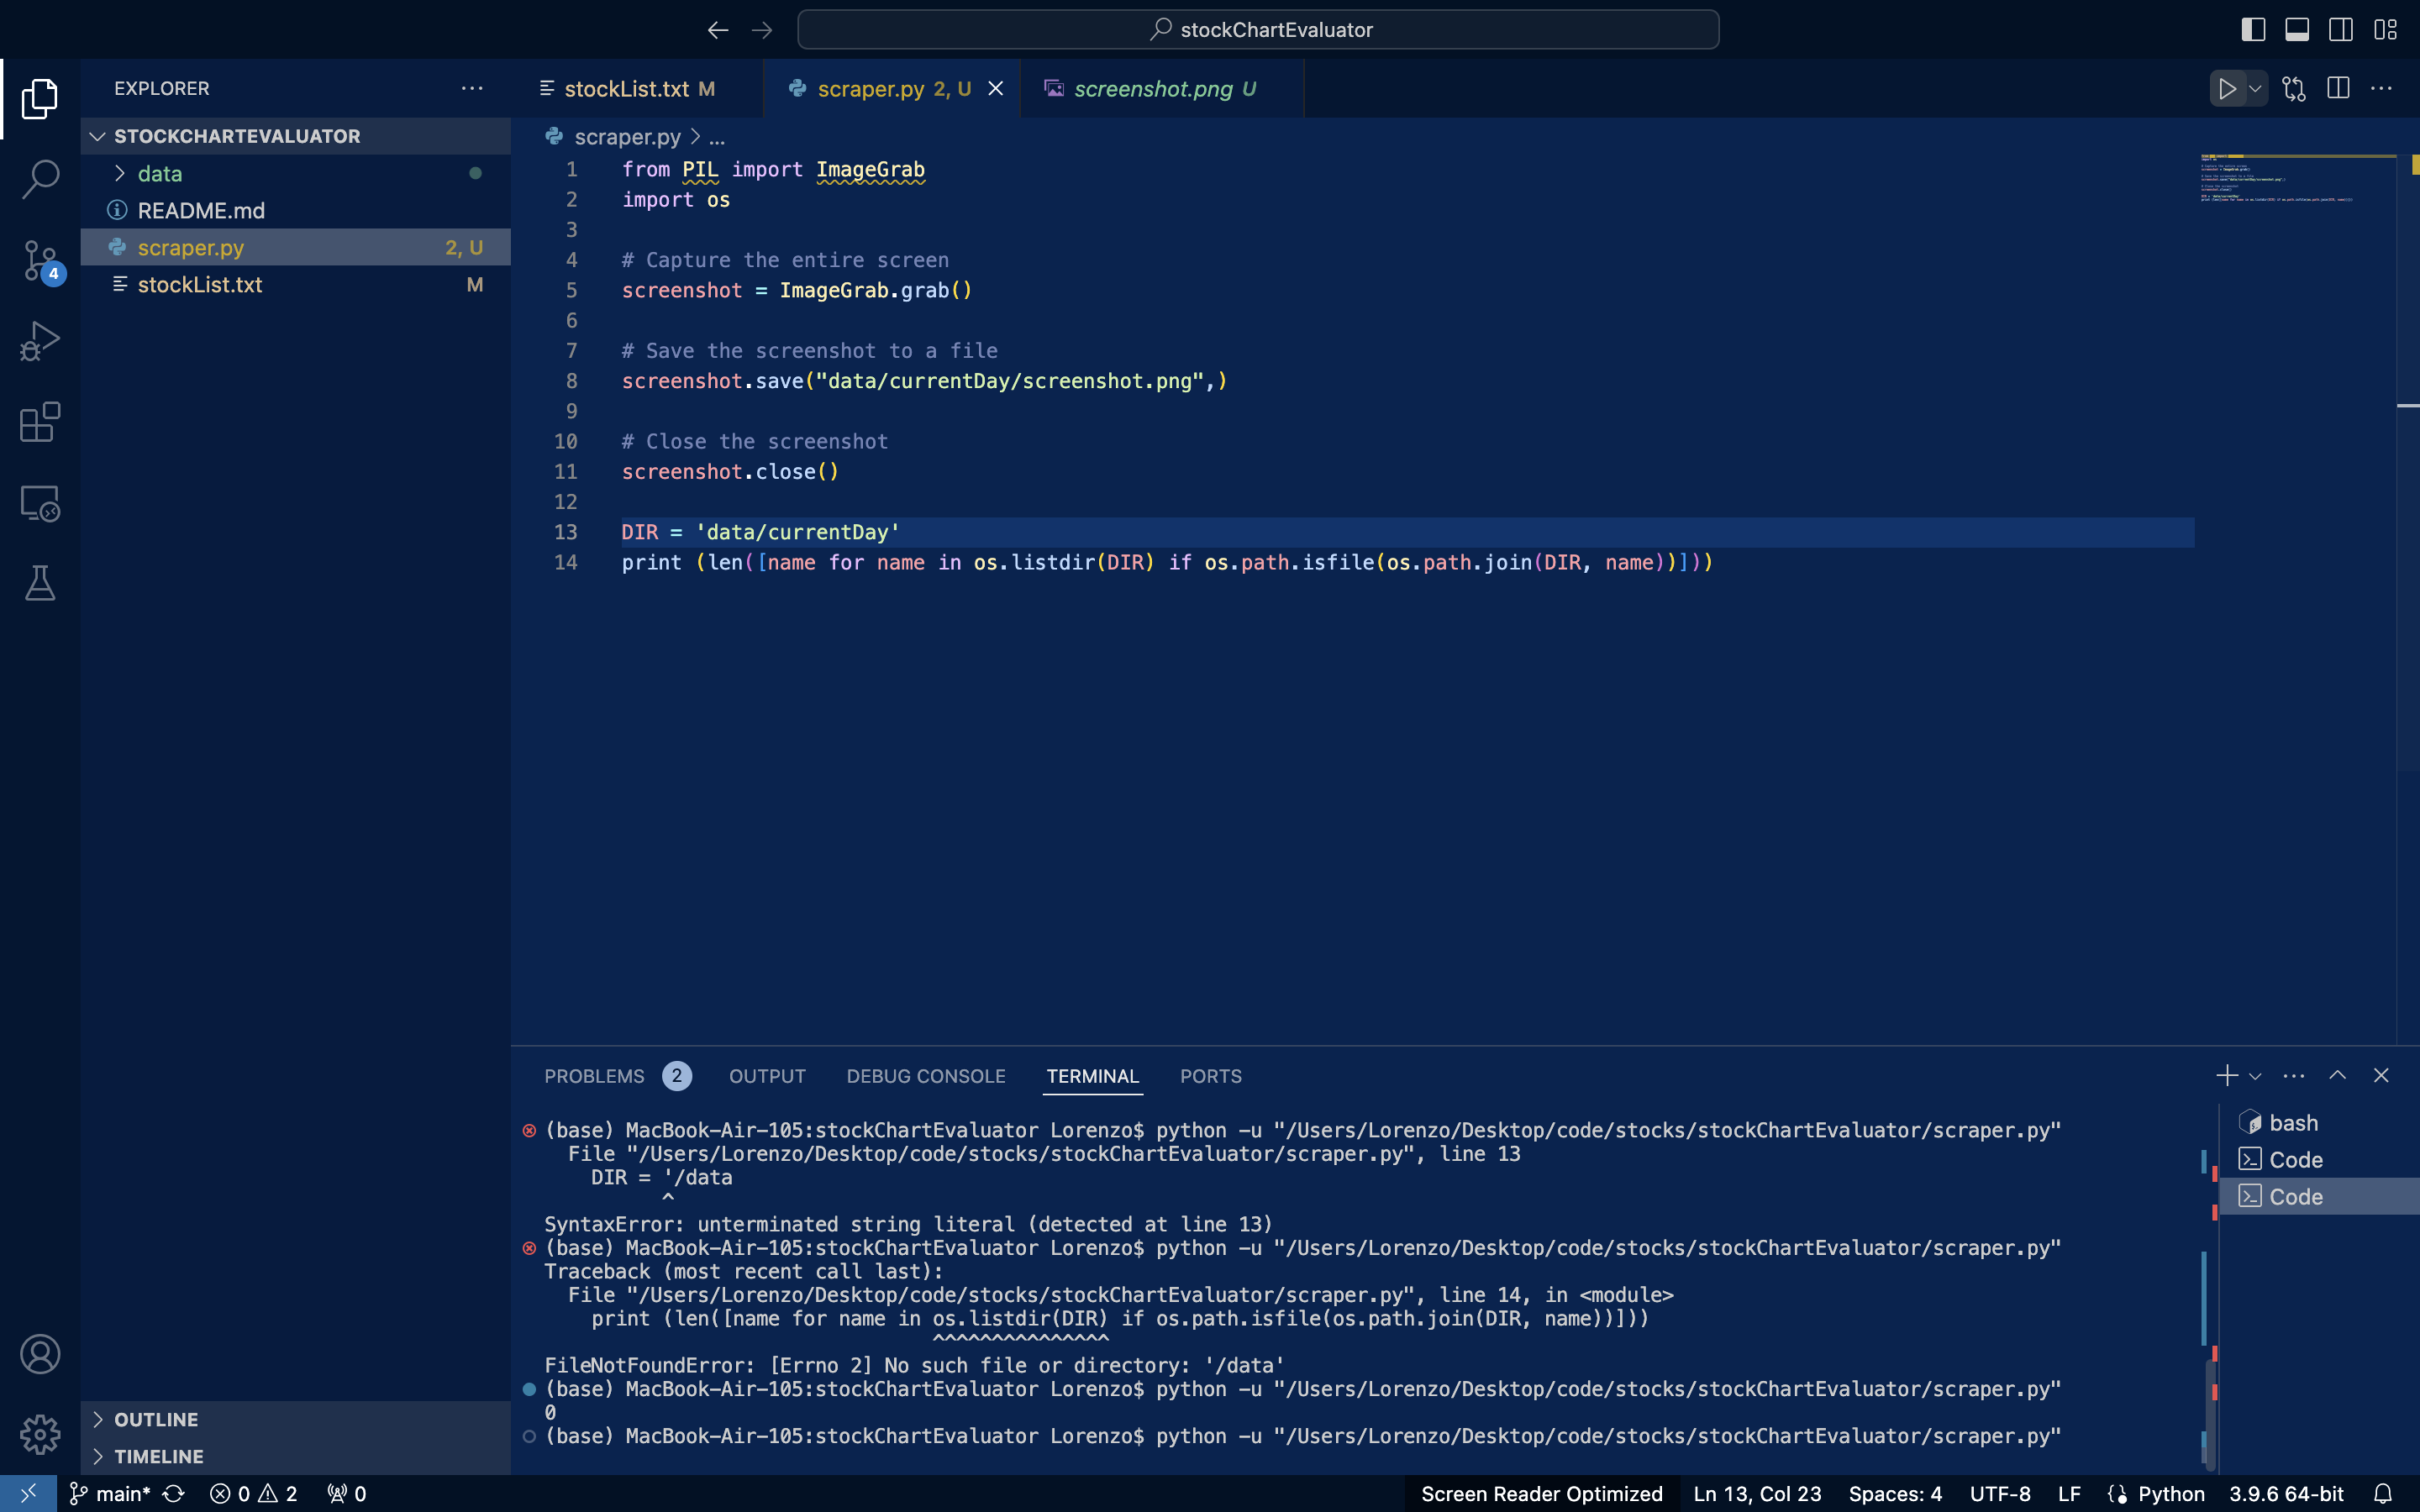 stockChartEvaluator
EXPLORER
STOCKCHARTEVALUATOR
data
README.md
scraper.py 2, U
stockList.txt M
4
OUTLINE
TIMELINE
stockList.txt M
scraper.py 2, U
screenshot.png U
scraper.py > ...
1 from PIL import ImageGrab
2 import os
3
4 # Capture the entire screen
5 screenshot = ImageGrab.grab()
6
7 # Save the screenshot to a file
8 screenshot.save("data/currentDay/screenshot.png",)
9
10 # Close the screenshot
11 screenshot.close()
12
13 DIR = 'data/currentDay'
14 print (len([name for name in os.listdir(DIR) if os.path.isfile(os.path.join(DIR, name))]))
PROBLEMS 2 OUTPUT DEBUG CONSOLE TERMINAL PORTS
(base) MacBook-Air-105:stockChartEvaluator Lorenzo$ python -u "/Users/Lorenzo/Desktop/code/stocks/stockChartEvaluator/scraper.py"
File "/Users/Lorenzo/Desktop/code/stocks/stockChartEvaluator/scraper.py", line 13
DIR = '/data
^
SyntaxError: unterminated string literal (detected at line 13)
(base) MacBook-Air-105:stockChartEvaluator Lorenzo$ python -u "/Users/Lorenzo/Desktop/code/stocks/stockChartEvaluator/scraper.py"
Traceback (most recent call last):
File "/Users/Lorenzo/Desktop/code/stocks/stockChartEvaluator/scraper.py", line 14, in <module>
print (len([name for name in os.listdir(DIR) if os.path.isfile(os.path.join(DIR, name))]))
^^^^^^^^^^^^^^^
FileNotFoundError: [Errno 2] No such file or directory: '/data'
(base) MacBook-Air-105:stockChartEvaluator Lorenzo$ python -u "/Users/Lorenzo/Desktop/code/stocks/stockChartEvaluator/scraper.py"
0
(base) MacBook-Air-105:stockChartEvaluator Lorenzo$ python -u "/Users/Lorenzo/Desktop/code/stocks/stockChartEvaluator/scraper.py"
bash
Code
Code
main* 0 2 0 Screen Reader Optimized Ln 13, Col 23 Spaces: 4 UTF-8 LF Python 3.9.6 64-bit